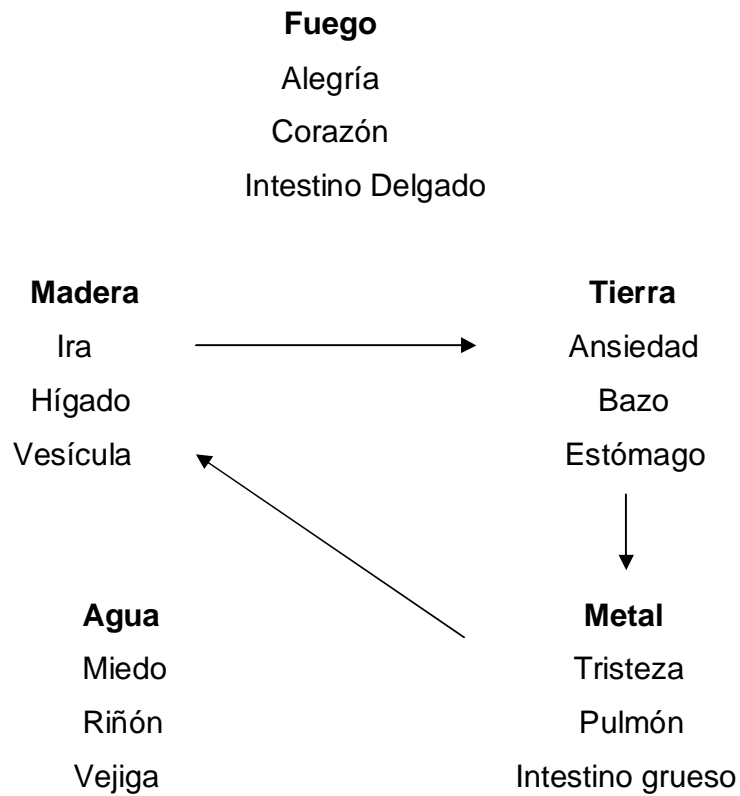 Fuego
Alegría
Corazón
Intestino Delgado
Madera
Ira
Hígado
Vesícula
Tierra
Ansiedad
Bazo
Estómago
Agua
Miedo
Riñón
Vejiga
Metal
Tristeza
Pulmón
Intestino grueso